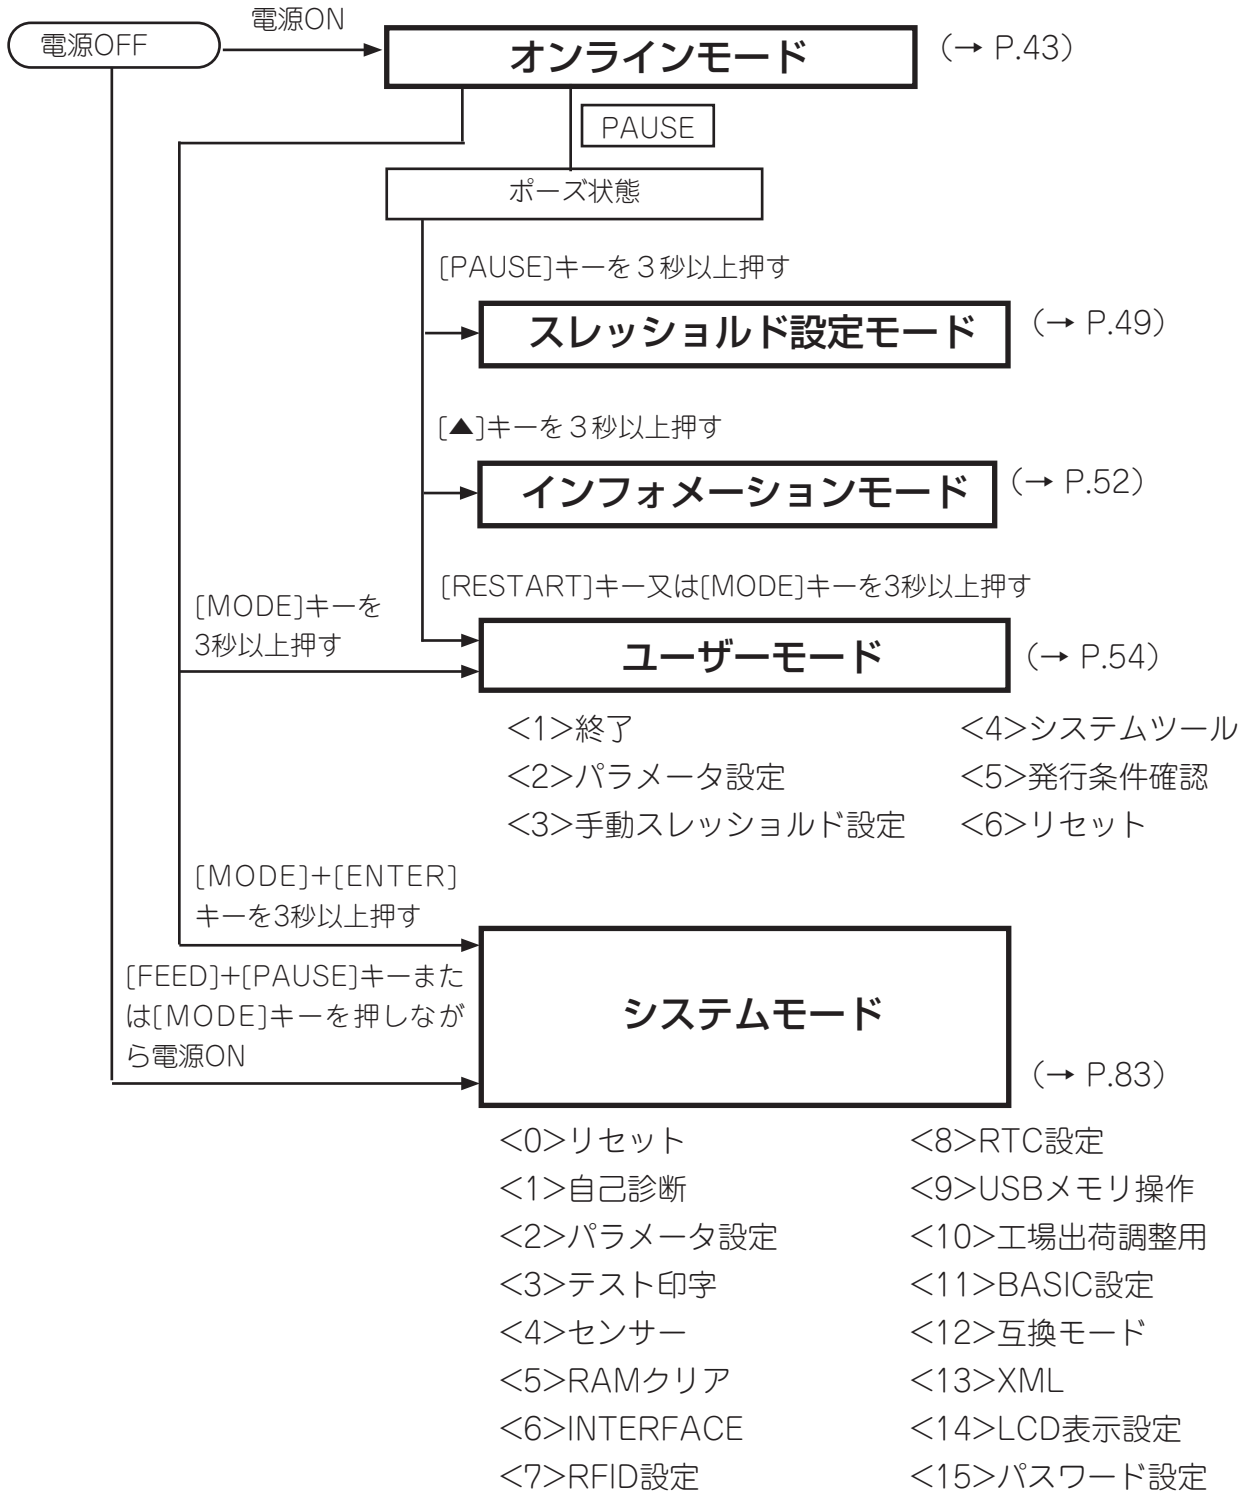 電源ON
電源OFF
オンラインモード
（→ P.43）
PAUSE
ポーズ状態
[PAUSE]キーを３秒以上押す
スレッショルド設定モード
（→ P.49）
[▲]キーを３秒以上押す
インフォメーションモード
（→ P.52）
[RESTART]キー又は[MODE]キーを3秒以上押す
[MODE]キーを
3秒以上押す
ユーザーモード
（→ P.54）
<1>終了
<2>パラメータ設定
<3>手動スレッショルド設定
<4>システムツール
<5>発行条件確認
<6>リセット
[MODE]+[ENTER]
キーを3秒以上押す
[FEED]+[PAUSE]キーまた
は[MODE]キーを押しなが
ら電源ON
システムモード
（→ P.83）
<0>リセット
<1>自己診断
<2>パラメータ設定
<3>テスト印字
<4>センサー
<5>RAMクリア
<6>INTERFACE
<7>RFID設定
<8>RTC設定
<9>USBメモリ操作
<10>工場出荷調整用
<11>BASIC設定
<12>互換モード
<13>XML
<14>LCD表示設定
<15>パスワード設定